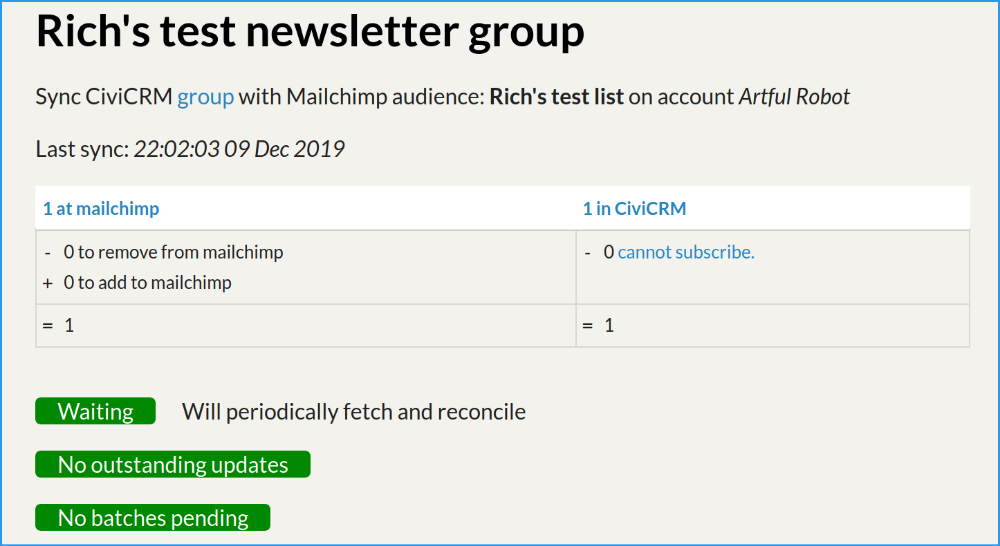 Rich's test newsletter group
Sync CiviCRM group with Mailchimp audience: Rich's test list on account Artful Robot
Last sync: 22:02:03 09 Dec 2019
1 at mailchimp 1 in CiviCRM
- 0 to remove from mailchimp - 0 cannot subscribe.
+ 0 to add to mailchimp
= 1 = 1
Waiting Will periodically fetch and reconcile
No outstanding updates
No batches pending